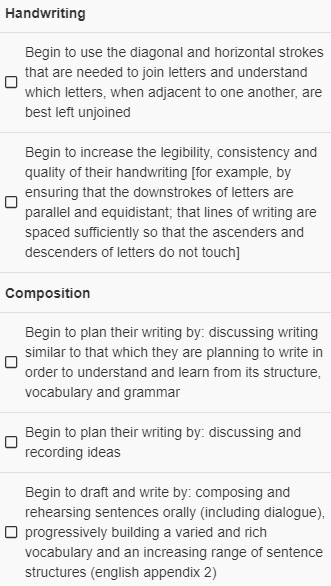 Handwriting
Begin to use the diagonal and horizontal strokes
that are needed to join letters and understand
which letters, when adjacent to one another, are
best left unjoined
Begin to increase the legibility, consistency and
quality of their handwriting [for example, by
ensuring that the downstrokes of letters are
parallel and equidistant; that lines of writing are
spaced sufficiently so that the ascenders and
descenders of letters do not touch]
Composition
Begin to plan their writing by: discussing writing
similar to that which they are planning to write in
order to understand and learn from its structure,
vocabulary and grammar
Begin to plan their writing by: discussing and
recording ideas
Begin to draft and write by: composing and
rehearsing sentences orally (including dialogue),
progressively building a varied and rich
vocabulary and an increasing range of sentence
structures (english appendix 2)